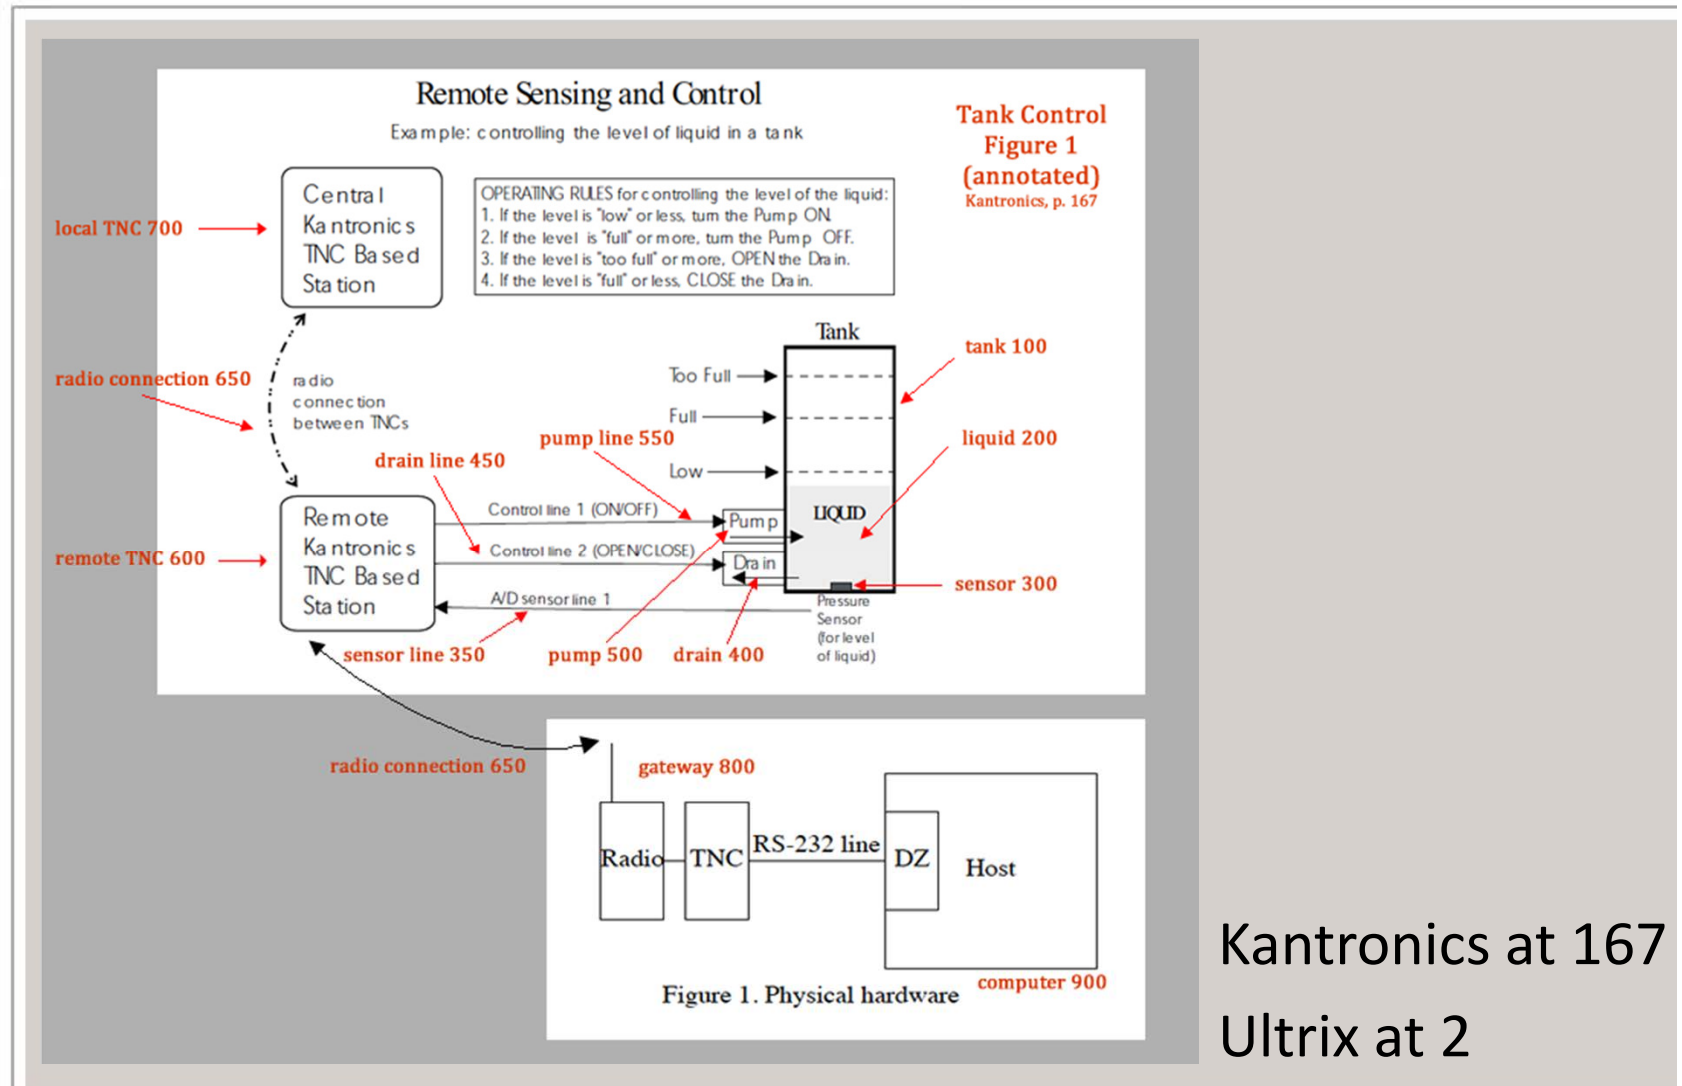 Remote Sensing and Control
Example: controlling the level of liquid in a tank
Tank Control
Figure 1
(annotated)
Kantronics, p. 167
Central
Kantronics
TNC Based
Station
OPERATING RULES for controlling the level of the liquid:
1. If the level is "low" or less, turn the Pump ON.
2. If the level is "full" or more, turn the Pump OFF.
3. If the level is "too full" or more, OPEN the Drain.
4. If the level is "full" or less, CLOSE the Drain.
local TNC 700
Tank
tank 100
radio connection 650
radio
connection
between TNCs
Too Full
Full
Low
pump line 550
liquid 200
drain line 450
Remote
Kantronics
TNC Based
Station
Control line 1 (ON/OFF)
Pump
LIQUID
Control line 2 (OPEN/CLOSE)
Drain
remote TNC 600
A/D sensor line 1
sensor 300
Pressure
Sensor
(for level
of liquid)
sensor line 350
pump 500
drain 400
radio connection 650
gateway 800
Radio
TNC
RS-232 line
DZ
Host
computer 900
Figure 1. Physical hardware
Kantronics at 167
Ultrix at 2